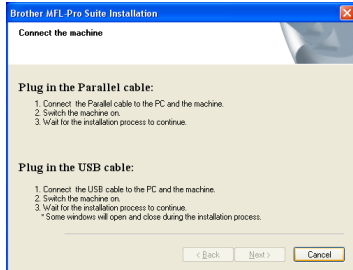 Brother MFL-Pro Suite Installation
Connect the machine
Plug in the Parallel cable:
1. Connect the Parallel cable to the PC and the machine.
2. Switch the machine on.
3. Wait for the installation process to continue.
Plug in the USB cable:
1. Connect the USB cable to the PC and the machine.
2. Switch the machine on.
3. Wait for the installation process to continue.
* Some windows will open and close during the installation process.
< Back Next > Cancel